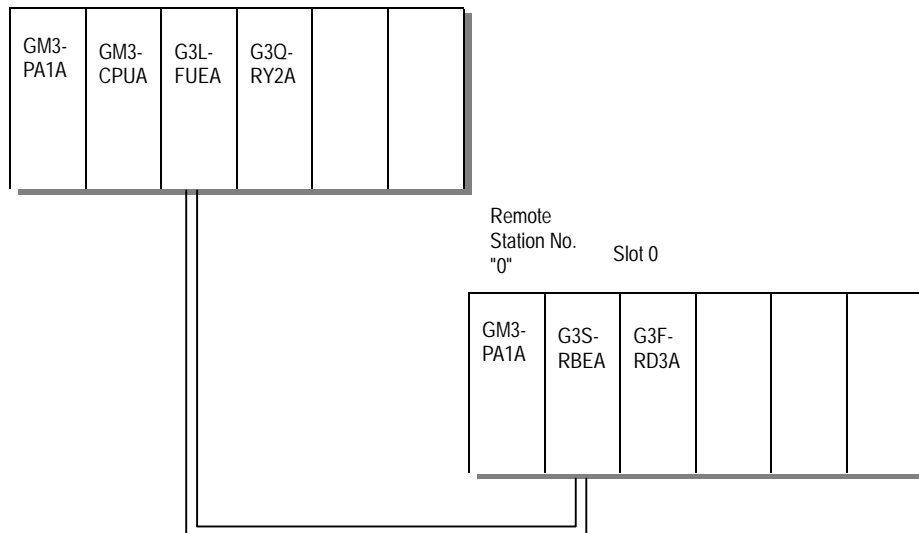 GM3-
PA1A
GM3-
CPUA
G3L-
FUEA
G3Q-
RY2A
Remote
Station No.
"0"
Slot 0
GM3-
PA1A
G3S-
RBEA
G3F-
RD3A